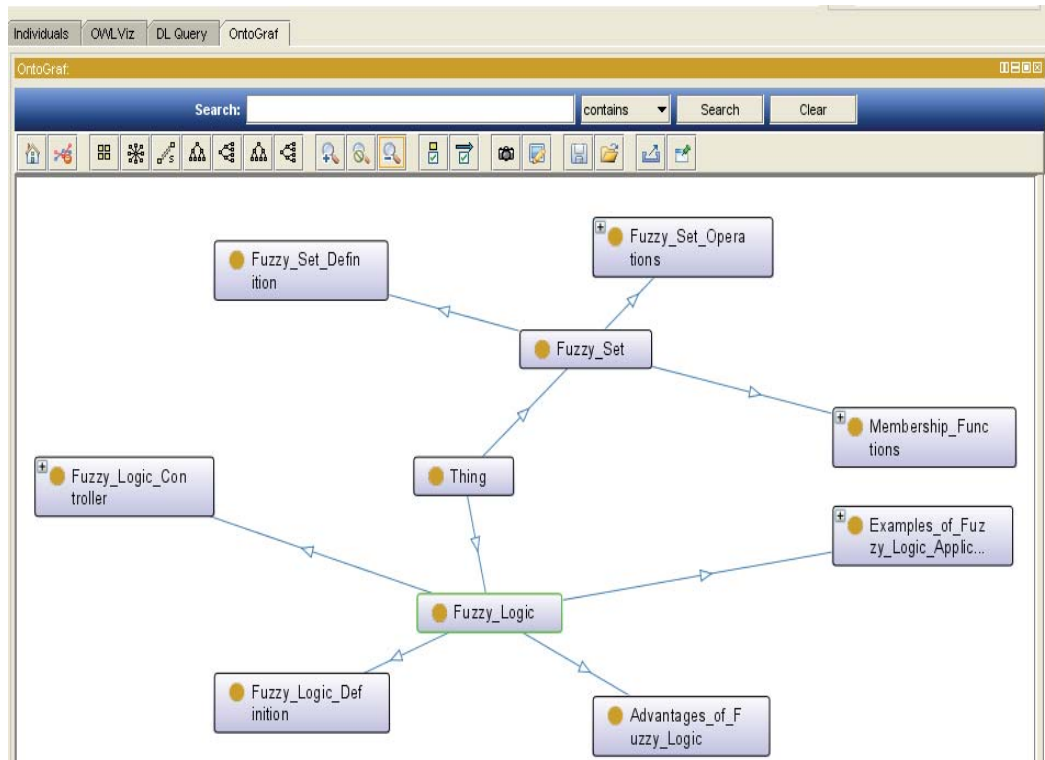 Individuals
OWLViz
DL Query
OntoGraf
OntoGraf:
Search:
contains
Search
Clear
Fuzzy_Set_Defin
ition
Fuzzy_Set_Opera
tions
Fuzzy_Set
Membership_Func
tions
Fuzzy_Logic_Con
troller
Thing
Examples_of_Fuz
zy_Logic_Applic...
Fuzzy_Logic
Fuzzy_Logic_Def
inition
Advantages_of_F
uzzy_Logic